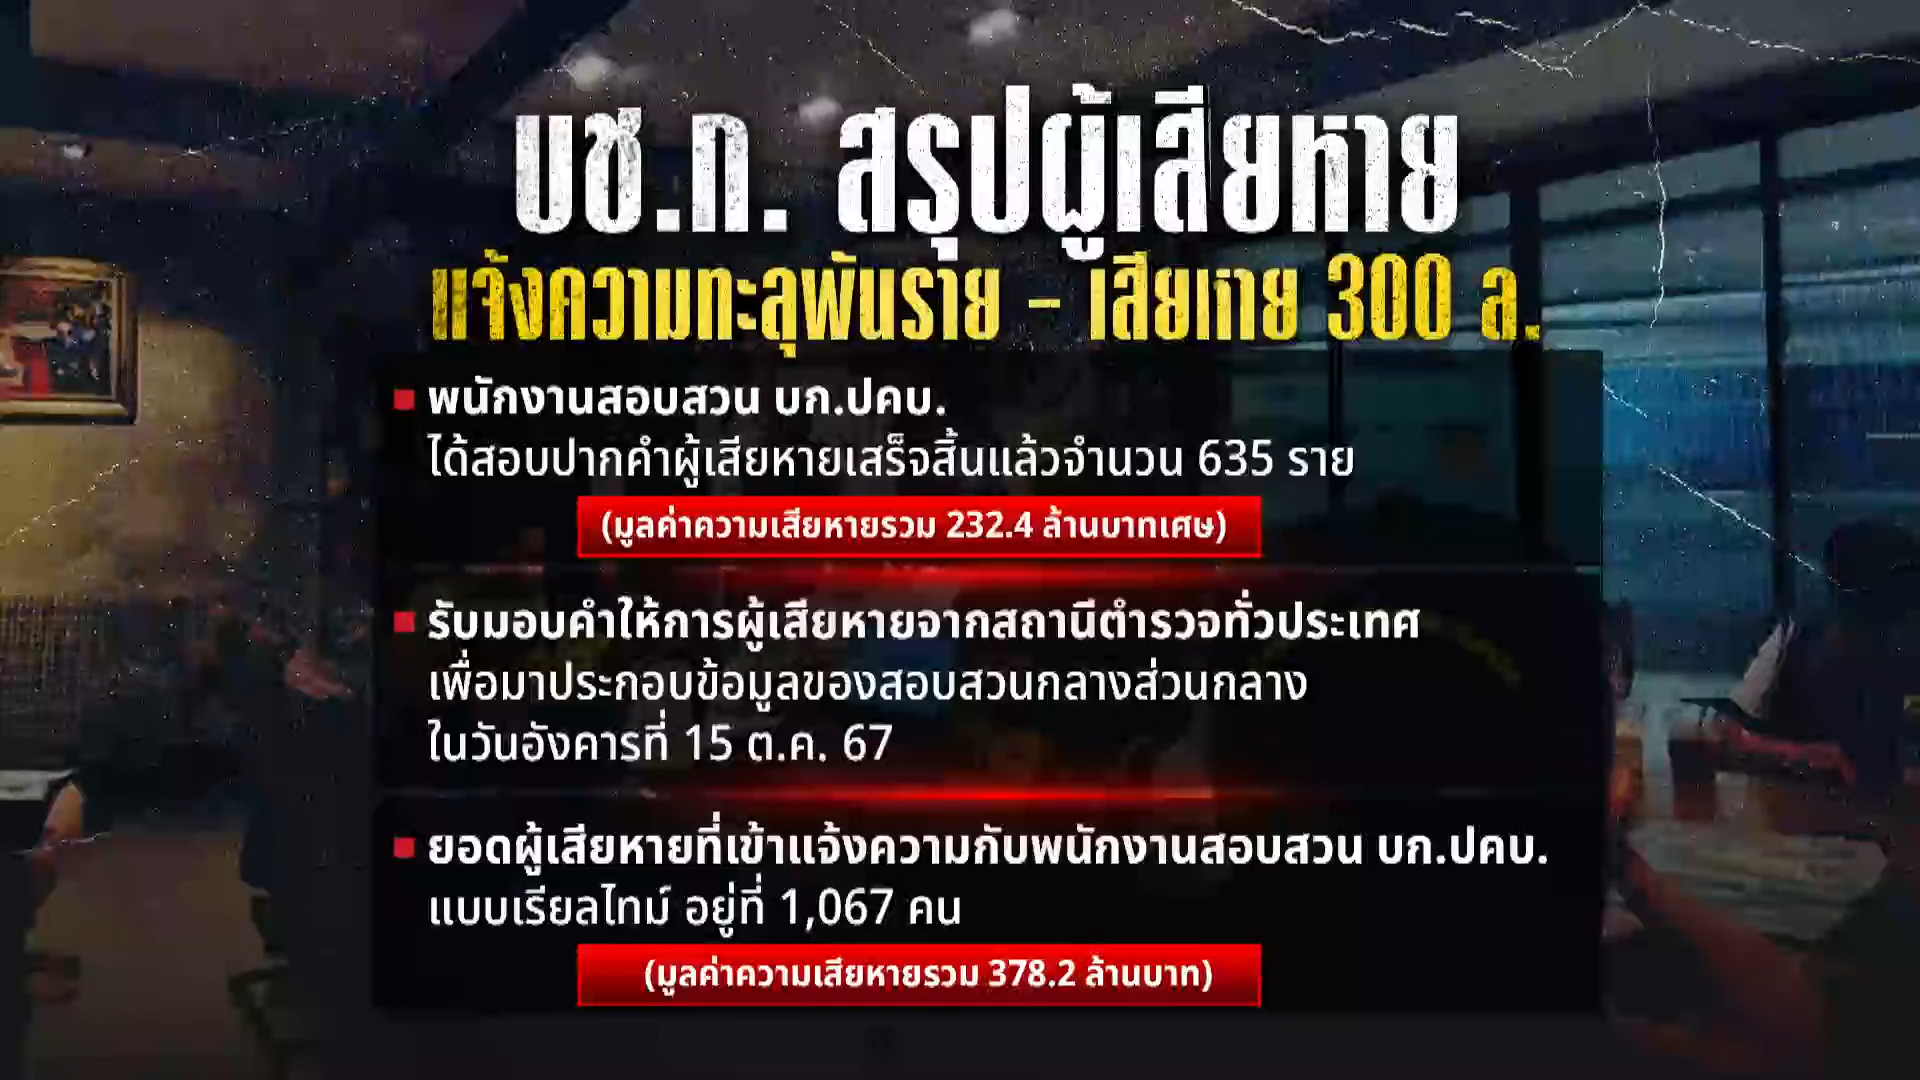 บช.ก. สรุปผู้เสียหาย
แจ้งความทะลุพันราย - เสียหาย 300 ล.
พนักงานสอบสวน บก.ปคบ.
ได้สอบปากคำผู้เสียหายเสร็จสิ้นแล้วจำนวน 635 ราย
(มูลค่าความเสียหายรวม 232.4 ล้านบาทเศษ)
รับมอบคำให้การผู้เสียหายจากสถานีตำรวจทั่วประเทศ
เพื่อมาประกอบข้อมูลของสอบสวนกลางส่วนกลาง
ในวันอังคารที่ 15 ต.ค. 67
ยอดผู้เสียหายที่เข้าแจ้งความกับพนักงานสอบสวน บก.ปคบ.
แบบเรียลไทม์ อยู่ที่ 1,067 คน
(มูลค่าความเสียหายรวม 378.2 ล้านบาท)